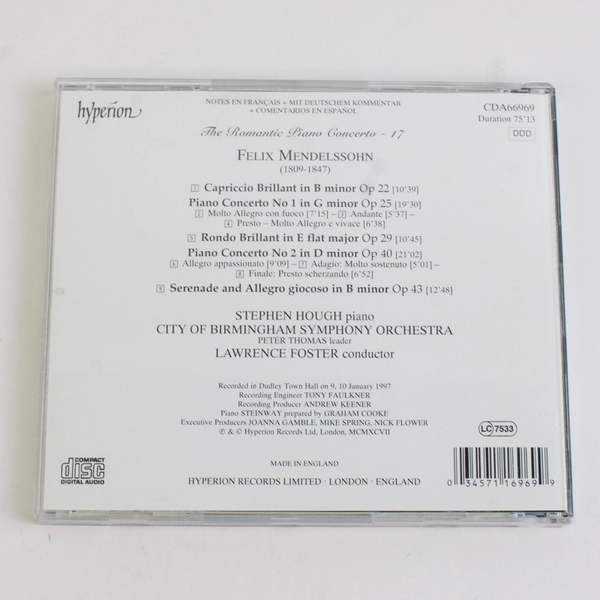 hyperion
NOTES EN FRANÇAIS + MIT DEUTSCHEM KOMMENTAR
+ COMENTARIOS EN ESPAÑOL
CDA66969
Duration 75'13
DDD
The Romantic Piano Concerto - 17
FELIX MENDELSSOHN
(1809-1847)
1 Capriccio Brillant in B minor Op 22 [10'39]
Piano Concerto No 1 in G minor Op 25 [19'30]
2 Molto Allegro con fuoco [7'15] – 3 Andante [5'37] –
4 Presto – Molto Allegro e vivace [6'38]
5 Rondo Brillant in E flat major Op 29 [10'45]
Piano Concerto No 2 in D minor Op 40 [21'02]
6 Allegro appassionato [9'09] – 7 Adagio: Molto sostenuto [5'01] –
8 Finale: Presto scherzando [6'52]
9 Serenade and Allegro giocoso in B minor Op 43 [12'48]
STEPHEN HOUGH piano
CITY OF BIRMINGHAM SYMPHONY ORCHESTRA
PETER THOMAS leader
LAWRENCE FOSTER conductor
Recorded in Dudley Town Hall on 9, 10 January 1997
Recording Engineer TONY FAULKNER
Recording Producer ANDREW KEENER
Piano STEINWAY prepared by GRAHAM COOKE
Executive Producers JOANNA GAMBLE, MIKE SPRING, NICK FLOWER
℗ & © Hyperion Records Ltd, London, MCMXCVII
LC 7533
COMPACT
disc
DIGITAL AUDIO
MADE IN ENGLAND
HYPERION RECORDS LIMITED · LONDON · ENGLAND
0 34571 16969 9